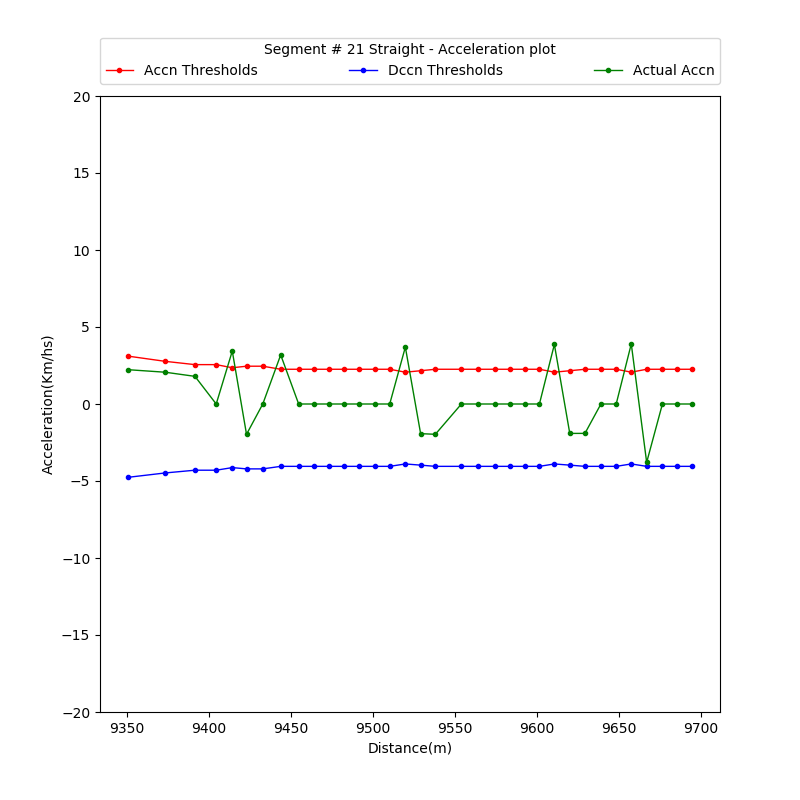 Segment # 21 Straight - Acceleration plot
Accn Thresholds Dccn Thresholds Actual Accn
20
15
10
5
0
−5
−10
−15
−20
Acceleration(Km/hs)
9350 9400 9450 9500 9550 9600 9650 9700
Distance(m)